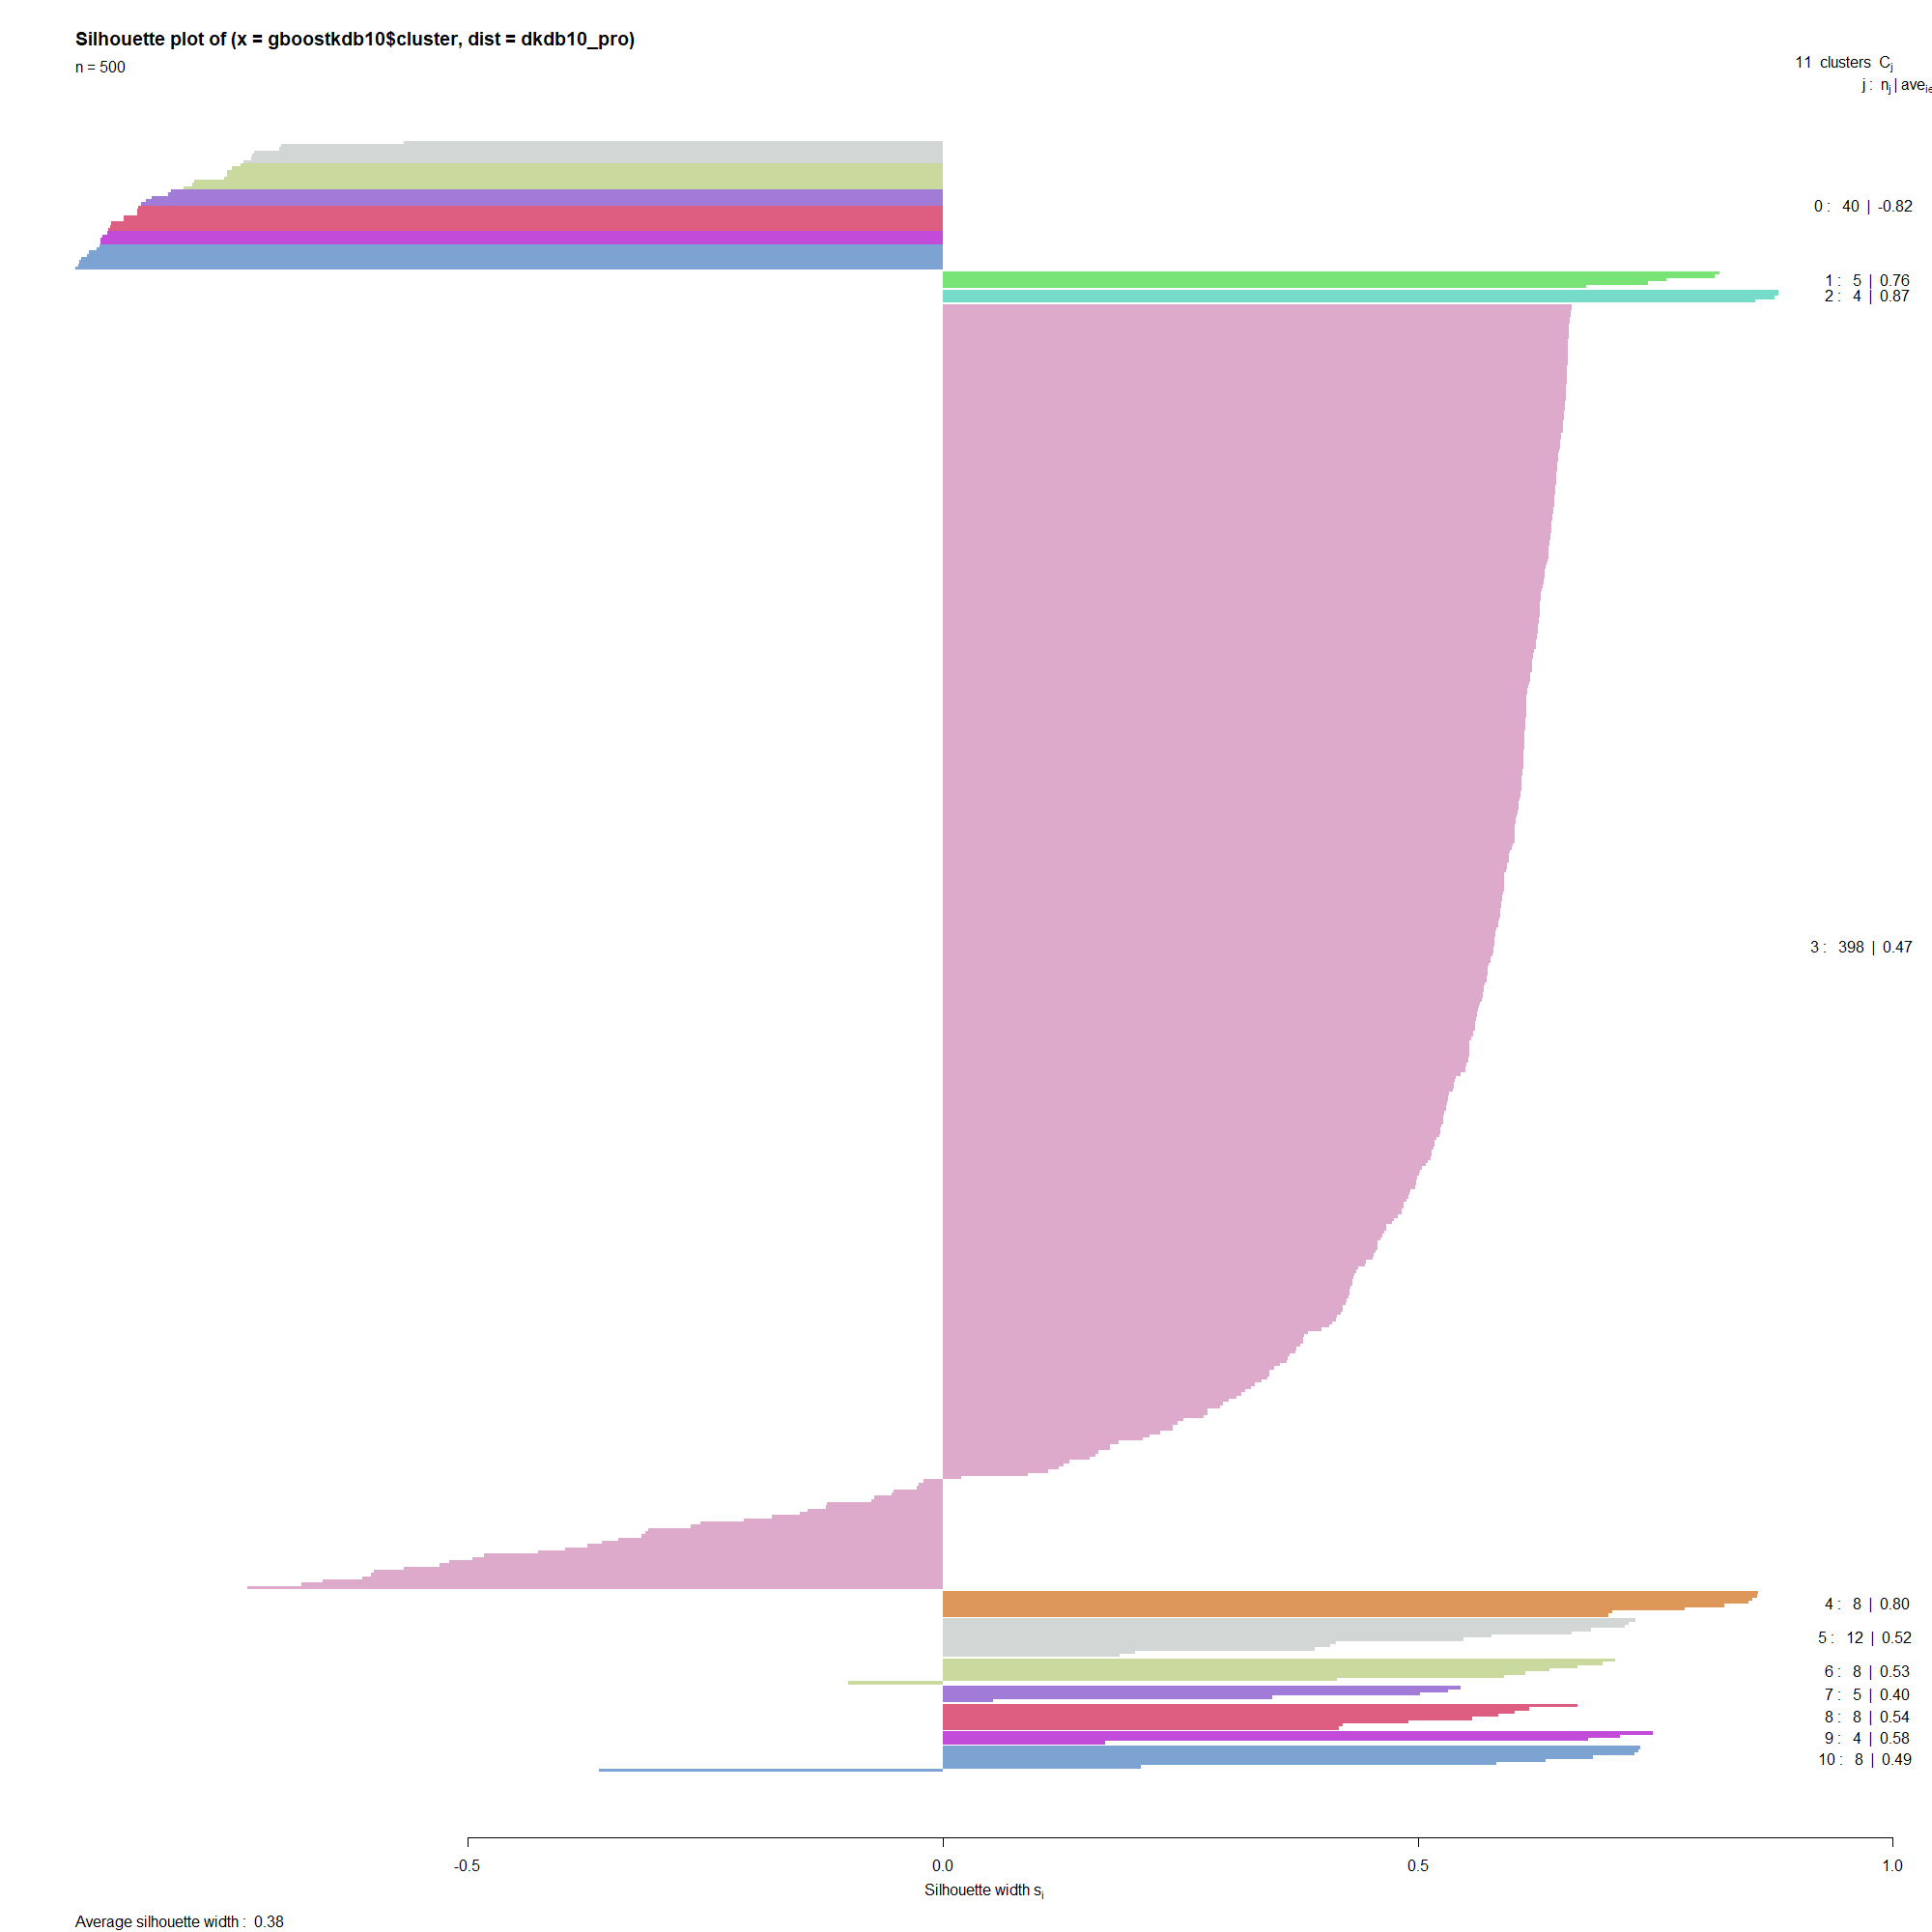 Silhouette plot of (x = gboostkdb10$cluster, dist = dkdb10_pro)
n = 500
11 clusters Cj
j : nj | aveie
0 : 40 | -0.82
1 : 5 | 0.76
2 : 4 | 0.87
3 : 398 | 0.47
4 : 8 | 0.80
5 : 12 | 0.52
6 : 8 | 0.53
7 : 5 | 0.40
8 : 8 | 0.54
9 : 4 | 0.58
10 : 8 | 0.49
-0.5 0.0 0.5 1.0
Silhouette width si
Average silhouette width : 0.38